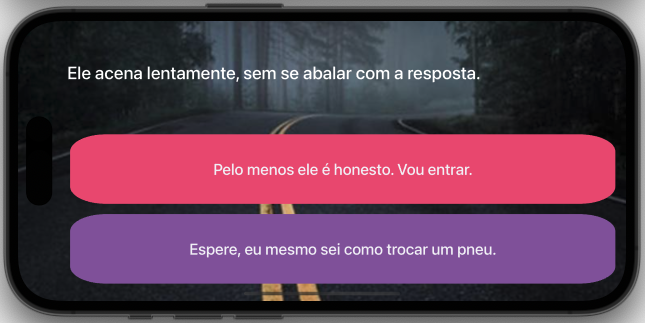 Ele acena lentamente, sem se abalar com a resposta.
Pelo menos ele é honesto. Vou entrar.
Espere, eu mesmo sei como trocar um pneu.